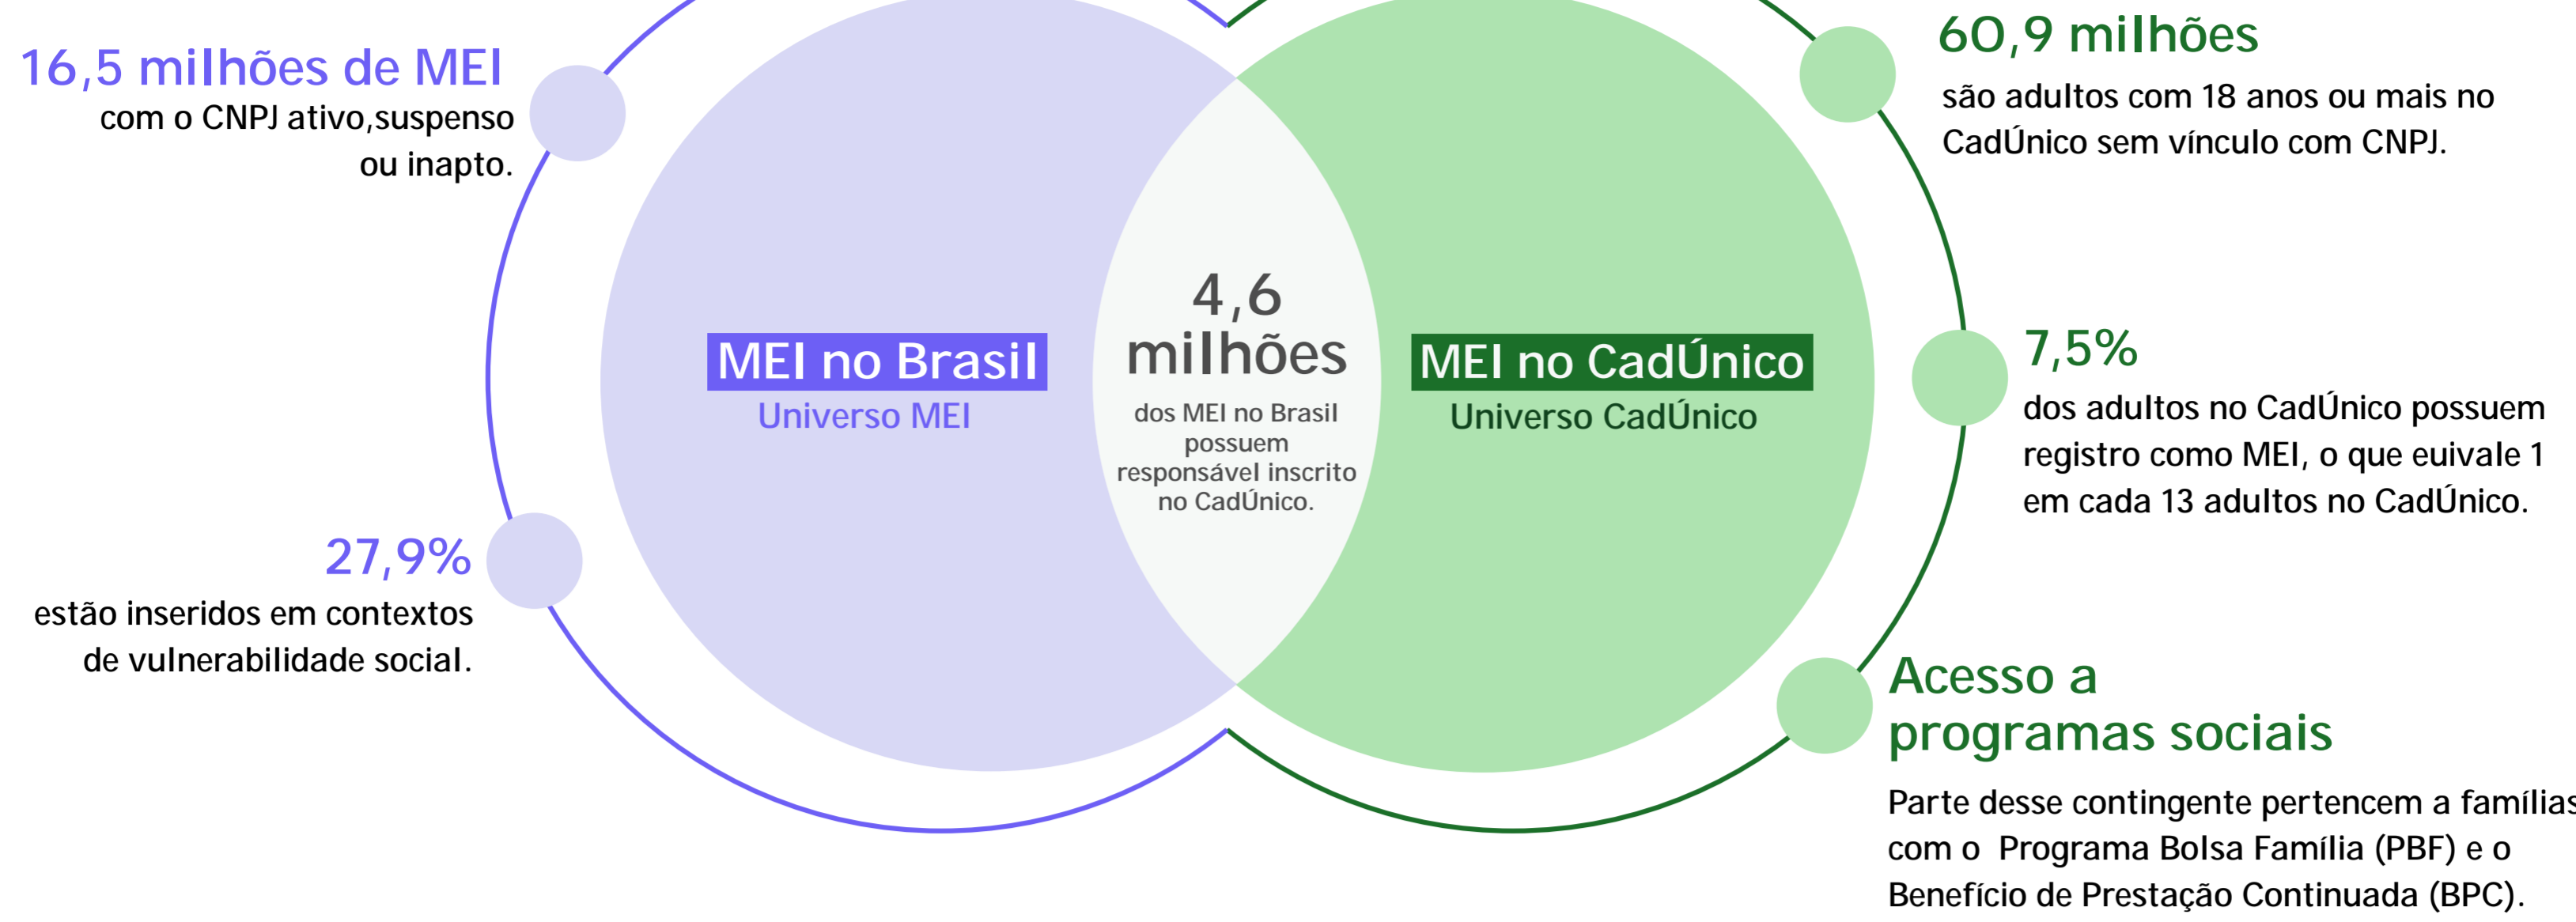 16,5 milhões de MEI
com o CNPJ ativo,suspenso
ou inapto.
27,9%
estão inseridos em contextos
de vulnerabilidade social.
MEI no Brasil
Universo MEI
4,6
milhões
dos MEI no Brasil
possuem
responsável inscrito
no CadÚnico.
MEI no CadÚnico
Universo CadÚnico
60,9 milhões
são adultos com 18 anos ou mais no
CadÚnico sem vínculo com CNPJ.
7,5%
dos adultos no CadÚnico possuem
registro como MEI, o que euivale 1
em cada 13 adultos no CadÚnico.
Acesso a
programas sociais
Parte desse contingente pertencem a famílias
com o Programa Bolsa Família (PBF) e o
Benefício de Prestação Continuada (BPC).